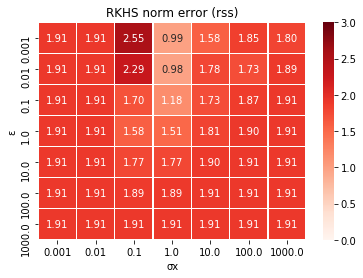 RKHS norm error (rss)
3.0
0.001 1.91 1.91 2.55 0.99 1.58 1.85 1.80
2.5
0.01 1.91 1.91 2.29 0.98 1.78 1.73 1.89
2.0
0.1 1.91 1.91 1.70 1.18 1.73 1.87 1.91
ε 1.0 1.91 1.91 1.58 1.51 1.81 1.90 1.91
1.5
10.0 1.91 1.91 1.77 1.77 1.90 1.91 1.91
1.0
100.0 1.91 1.91 1.89 1.89 1.91 1.91 1.91
0.5
1000.0 1.91 1.91 1.91 1.91 1.91 1.91 1.91
0.0
0.001 0.01 0.1 1.0 10.0 100.0 1000.0
σx